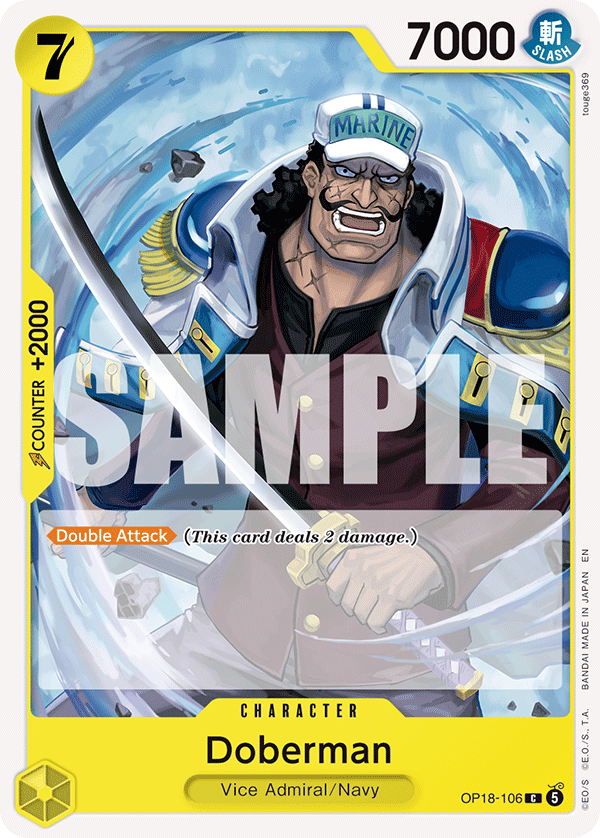 7
7000
斬
SLASH
touge369
MARINE
COUNTER +2000
SAMPLE
Double Attack (This card deals 2 damage.)
CHARACTER
Doberman
Vice Admiral/Navy
OP18-106 C 5
©EO/S ©E.O./S., T.A. BANDAI MADE IN JAPAN EN